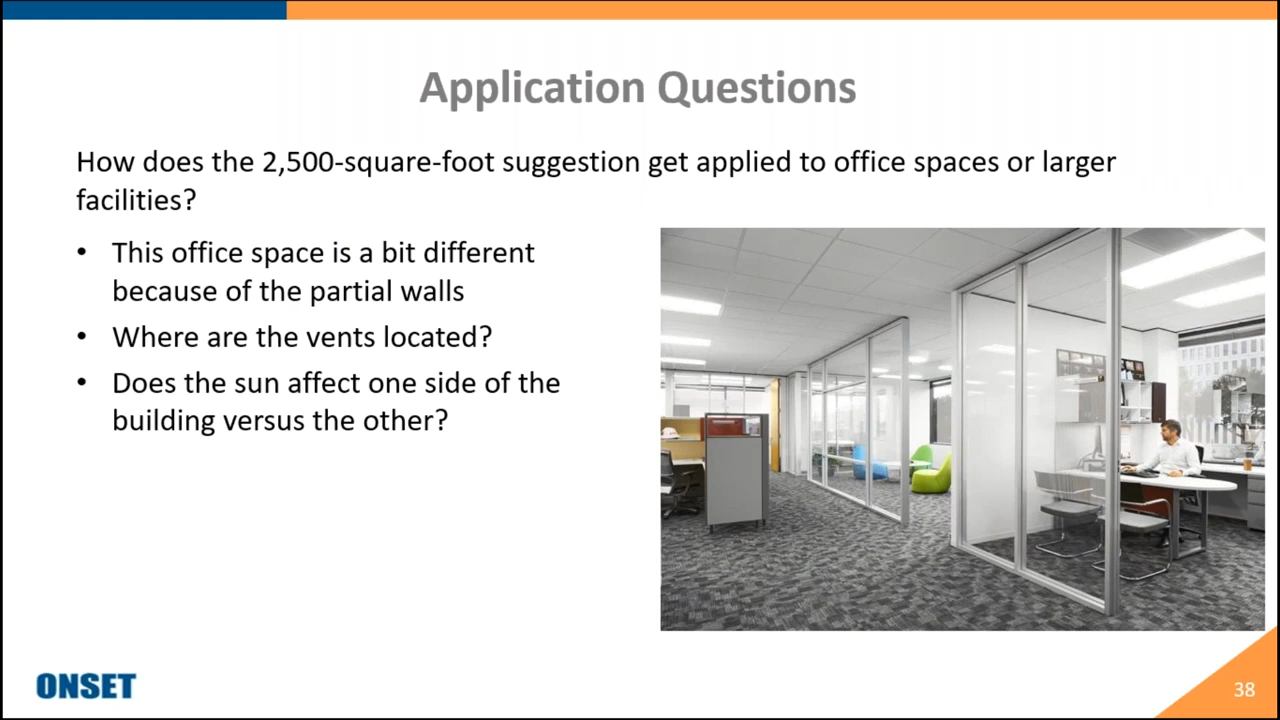 Application Questions
How does the 2,500-square-foot suggestion get applied to office spaces or larger
facilities?
• This office space is a bit different
because of the partial walls
• Where are the vents located?
• Does the sun affect one side of the
building versus the other?
ONSET
38